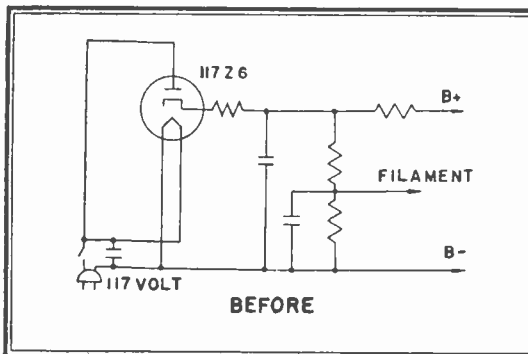 117Z6
B+
FILAMENT
B-
117 VOLT
BEFORE